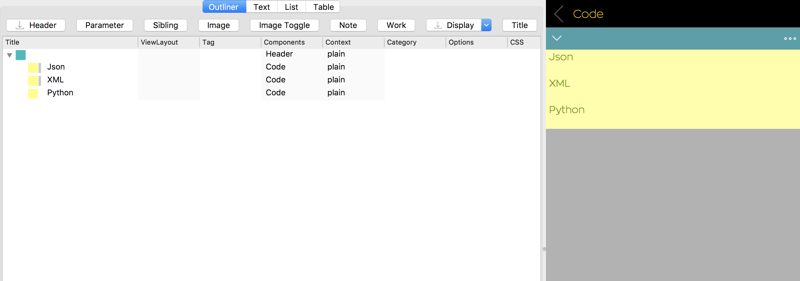 Outliner Text List Table
Header Parameter Sibling Image Image Toggle Note Work Display Title
Title ViewLayout Tag Components Context Category Options CSS
Header plain
Json Code plain
XML Code plain
Python Code plain
Code
Json
XML
Python